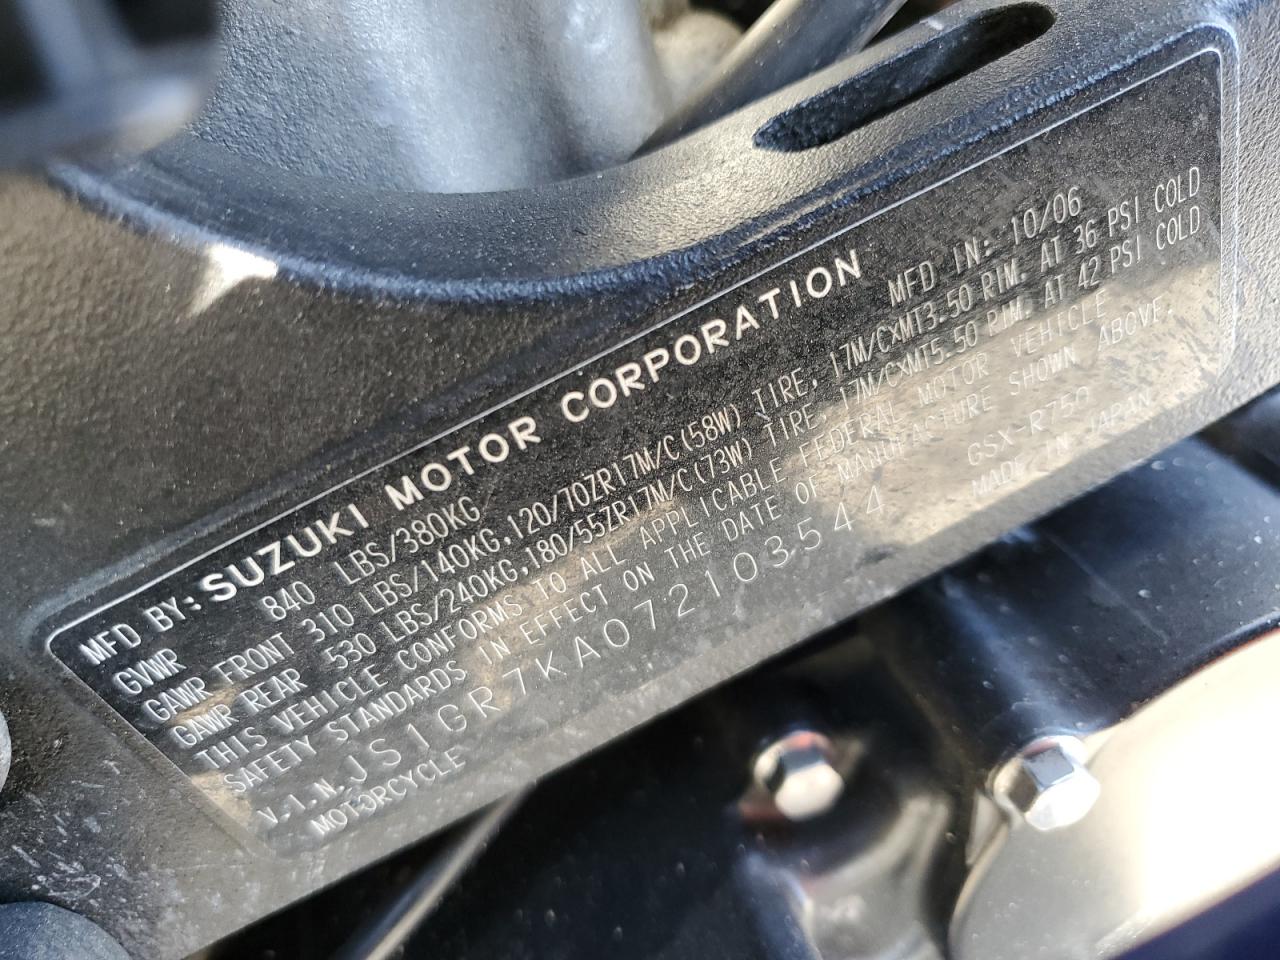 MFD BY: SUZUKI MOTOR CORPORATION MFD IN: 10/06
GVWR 840 LBS/380KG
GAWR FRONT 310 LBS/140KG, 120/70ZR17M/C(58W) TIRE, 17M/CxMT3.50 RIM. AT 36 PSI COLD
GAWR REAR 530 LBS/240KG, 180/55ZR17M/C(73W) TIRE, 17M/CXMT5.50 RIM. AT 42 PSI COLD
THIS VEHICLE CONFORMS TO ALL APPLICABLE FEDERAL MOTOR VEHICLE
SAFETY STANDARDS IN EFFECT ON THE DATE OF MANUFACTURE SHOWN ABOVE.
V.I.N. JS1GR7KA072103544 GSX-R750
MOTORCYCLE MADE IN JAPAN